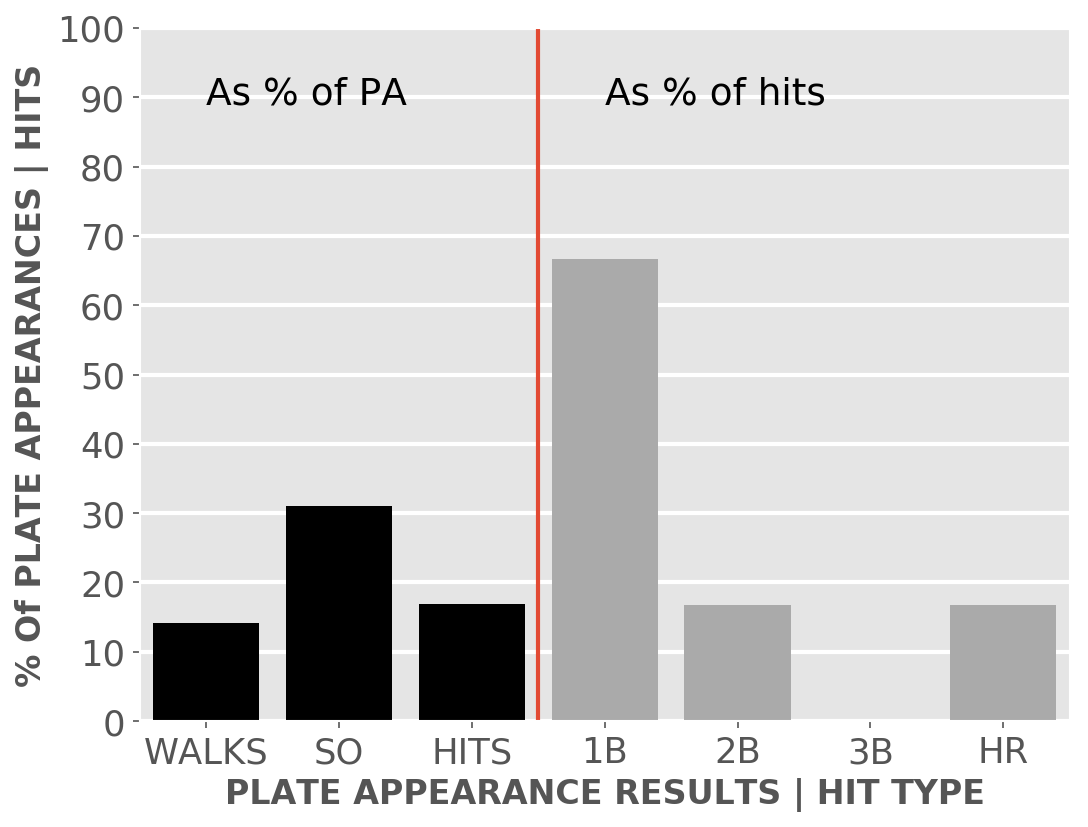 % Of PLATE APPEARANCES | HITS
100
90
80
70
60
50
40
30
20
10
0
As % of PA
As % of hits
WALKS SO HITS 1B 2B 3B HR
PLATE APPEARANCE RESULTS | HIT TYPE